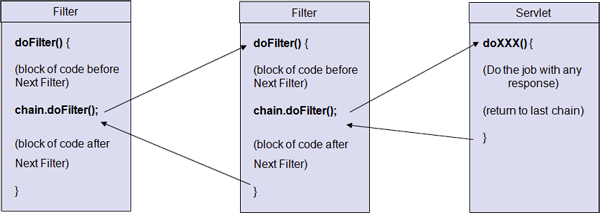 Filter
doFilter() {
(block of code before
Next Filter)
chain.doFilter();
(block of code after
Next Filter)
}
Filter
doFilter() {
(block of code before
Next Filter)
chain.doFilter();
(block of code after
Next Filter)
}
Servlet
doXXX() {
(Do the job with any
response)
(return to last chain)
}